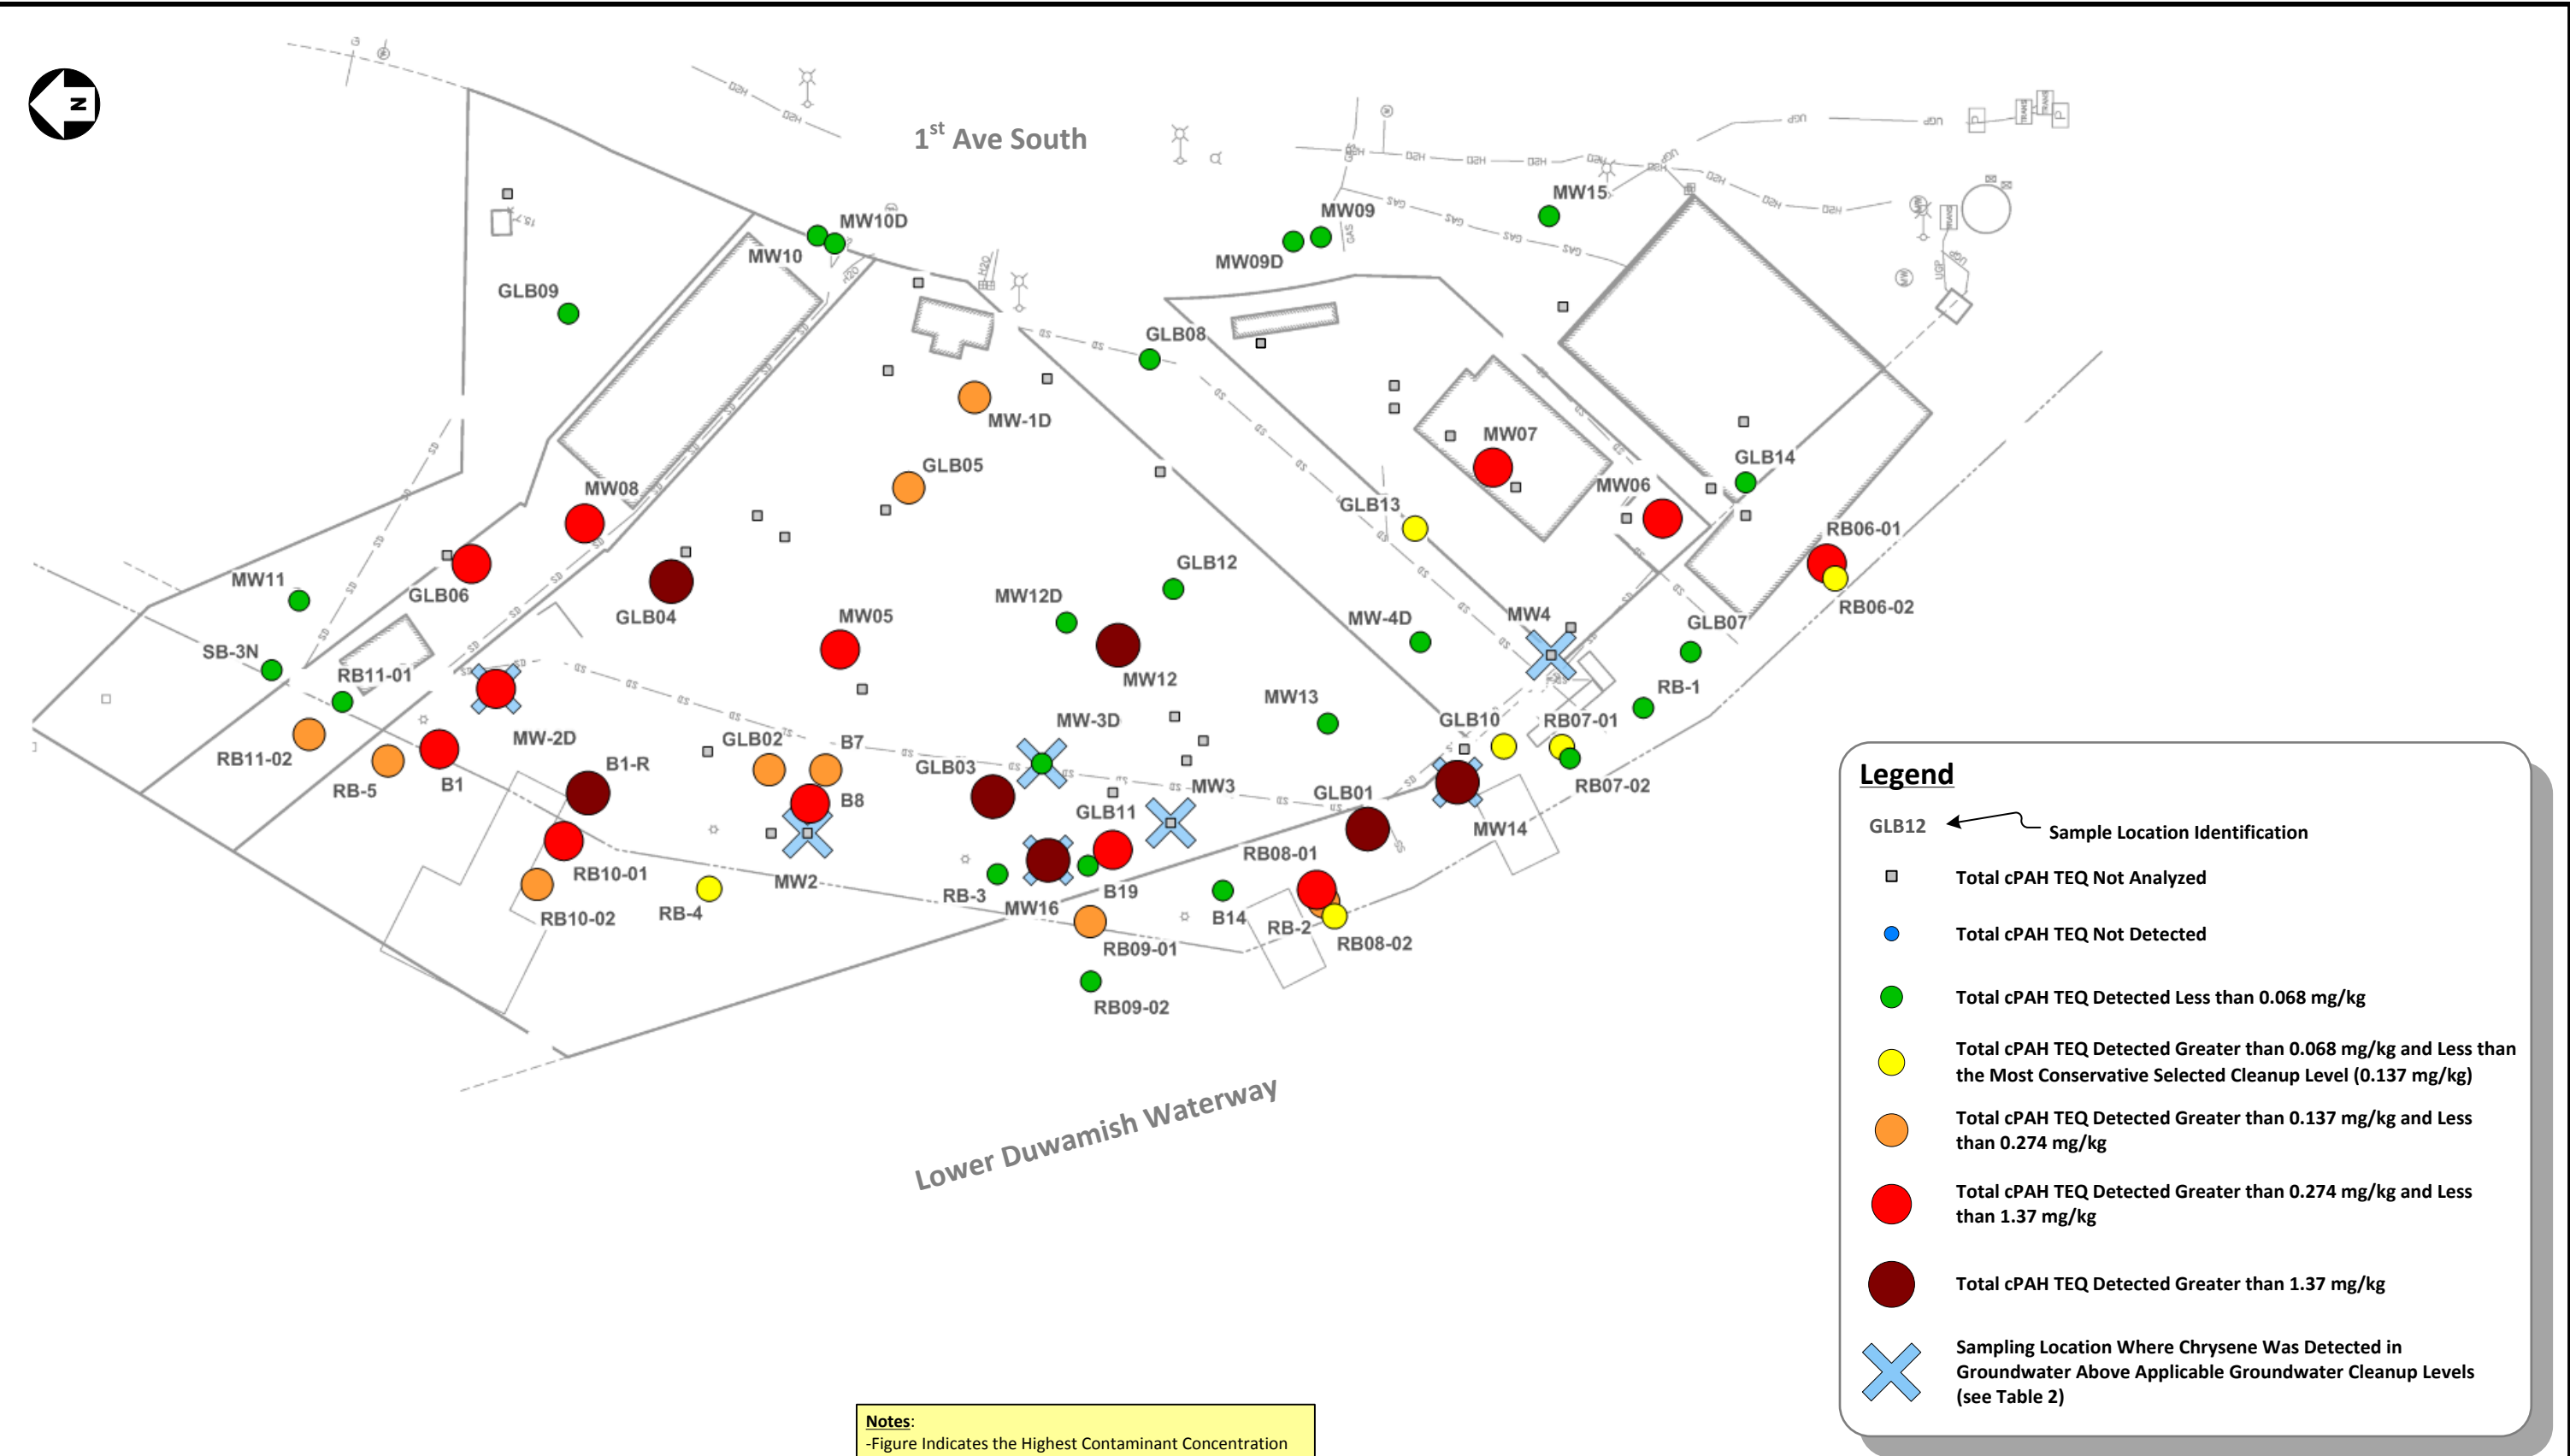 N
1st Ave South
MW15
MW09
MW10D
MW10
MW09D
GLB09
GLB08
MW-1D
MW07
GLB05
GLB14
MW08
MW06
GLB13
RB06-01
GLB12
MW11
GLB06
MW12D
RB06-02
GLB04
MW05
MW-4D
MW4
GLB07
SB-3N
RB11-01
MW12
RB-1
MW13
MW-3D
GLB10
RB07-01
MW-2D
GLB02
B7
RB11-02
B1-R
GLB03
RB-5
B1
B8
MW3
GLB01
RB07-02
GLB11
MW14
RB08-01
RB10-01
MW2
RB-3
B19
RB-4
MW16
RB10-02
B14
RB-2
RB08-02
RB09-01
RB09-02
Lower Duwamish Waterway
Legend
GLB12
Sample Location Identification
Total cPAH TEQ Not Analyzed
Total cPAH TEQ Not Detected
Total cPAH TEQ Detected Less than 0.068 mg/kg
Total cPAH TEQ Detected Greater than 0.068 mg/kg and Less than
the Most Conservative Selected Cleanup Level (0.137 mg/kg)
Total cPAH TEQ Detected Greater than 0.137 mg/kg and Less
than 0.274 mg/kg
Total cPAH TEQ Detected Greater than 0.274 mg/kg and Less
than 1.37 mg/kg
Total cPAH TEQ Detected Greater than 1.37 mg/kg
Sampling Location Where Chrysene Was Detected in
Groundwater Above Applicable Groundwater Cleanup Levels
(see Table 2)
Notes:
-Figure Indicates the Highest Contaminant Concentration